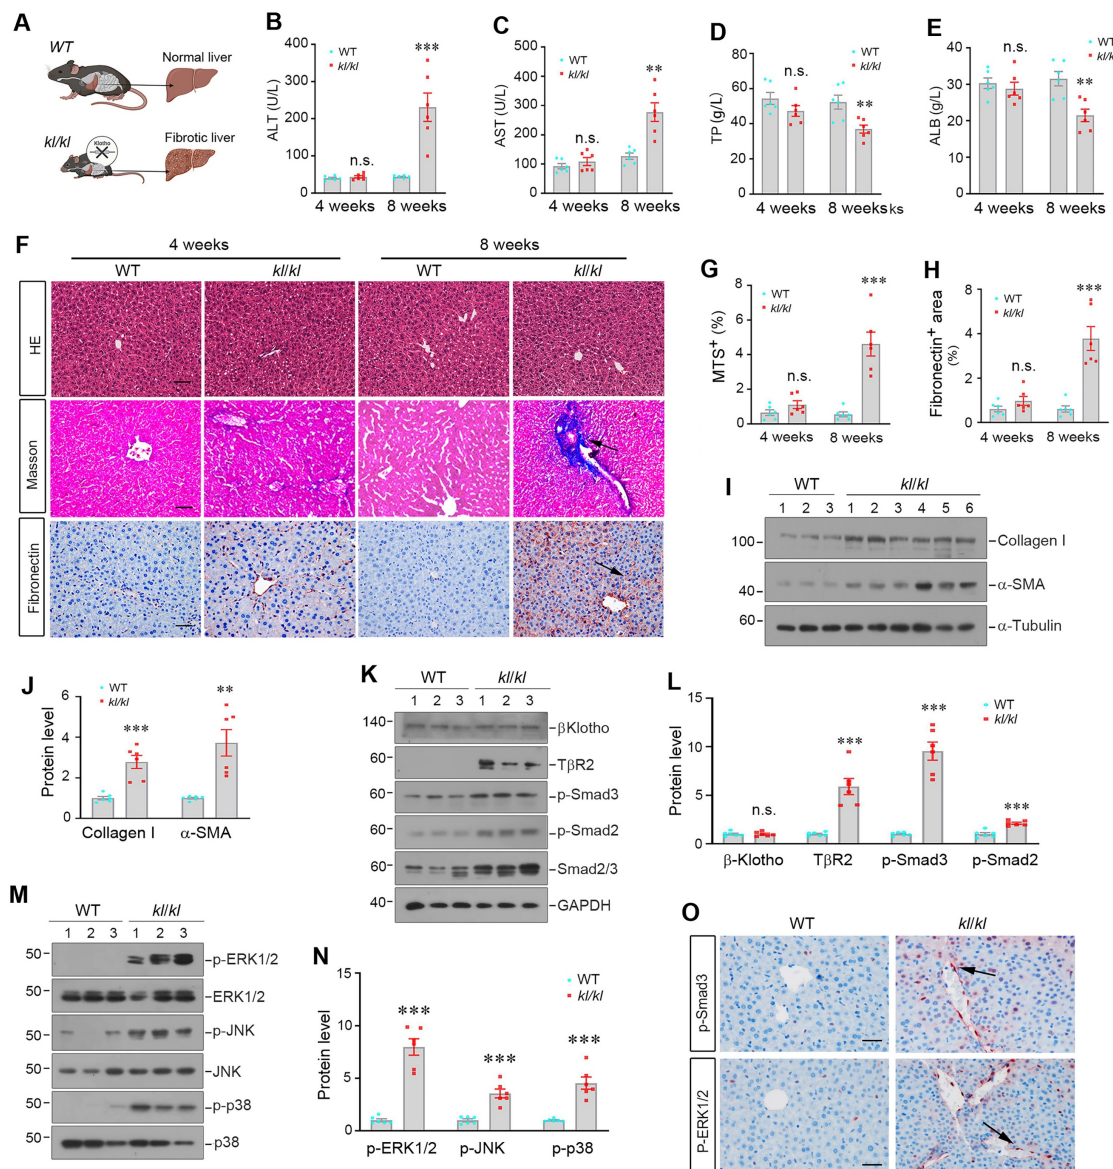 A
WT
Normal liver
kl/kl
Klotho
Fibrotic liver
B
WT
kl/kl
ALT (U/L)
400
300
200
100
0
n.s.
***
4 weeks
8 weeks
C
WT
kl/kl
AST (U/L)
500
400
300
200
100
0
n.s.
**
4 weeks
8 weeks
D
WT
kl/kl
TP (g/L)
80
60
40
20
0
n.s.
**
4 weeks
8 weeks
ks
E
WT
kl/kl
ALB (g/L)
40
30
20
10
0
n.s.
**
4 weeks
8 weeks
F
4 weeks
8 weeks
WT
kl/kl
WT
kl/kl
HE
Masson
Fibronectin
G
WT
kl/kl
MTS+ (%)
8
6
4
2
0
n.s.
***
4 weeks
8 weeks
H
WT
kl/kl
Fibronectin+ area
(%)
8
4
2
0
n.s.
***
4 weeks
8 weeks
I
WT
kl/kl
1 2 3 1 2 3 4 5 6
100
Collagen I
40
α-SMA
60
α-Tubulin
J
WT
kl/kl
Protein level
6
4
2
0
***
**
Collagen I
α-SMA
K
WT
kl/kl
1 2 3 1 2 3
140
βKlotho
60
TβR2
60
p-Smad3
60
p-Smad2
60
Smad2/3
40
GAPDH
L
WT
kl/kl
Protein level
15
10
5
0
n.s.
***
***
***
β-Klotho
TβR2
p-Smad3
p-Smad2
M
WT
kl/kl
1 2 3 1 2 3
50
p-ERK1/2
50
ERK1/2
50
p-JNK
50
JNK
50
p-p38
50
p38
N
WT
kl/kl
Protein level
15
10
5
0
***
***
***
p-ERK1/2
p-JNK
p-p38
O
WT
kl/kl
p-Smad3
P-ERK1/2